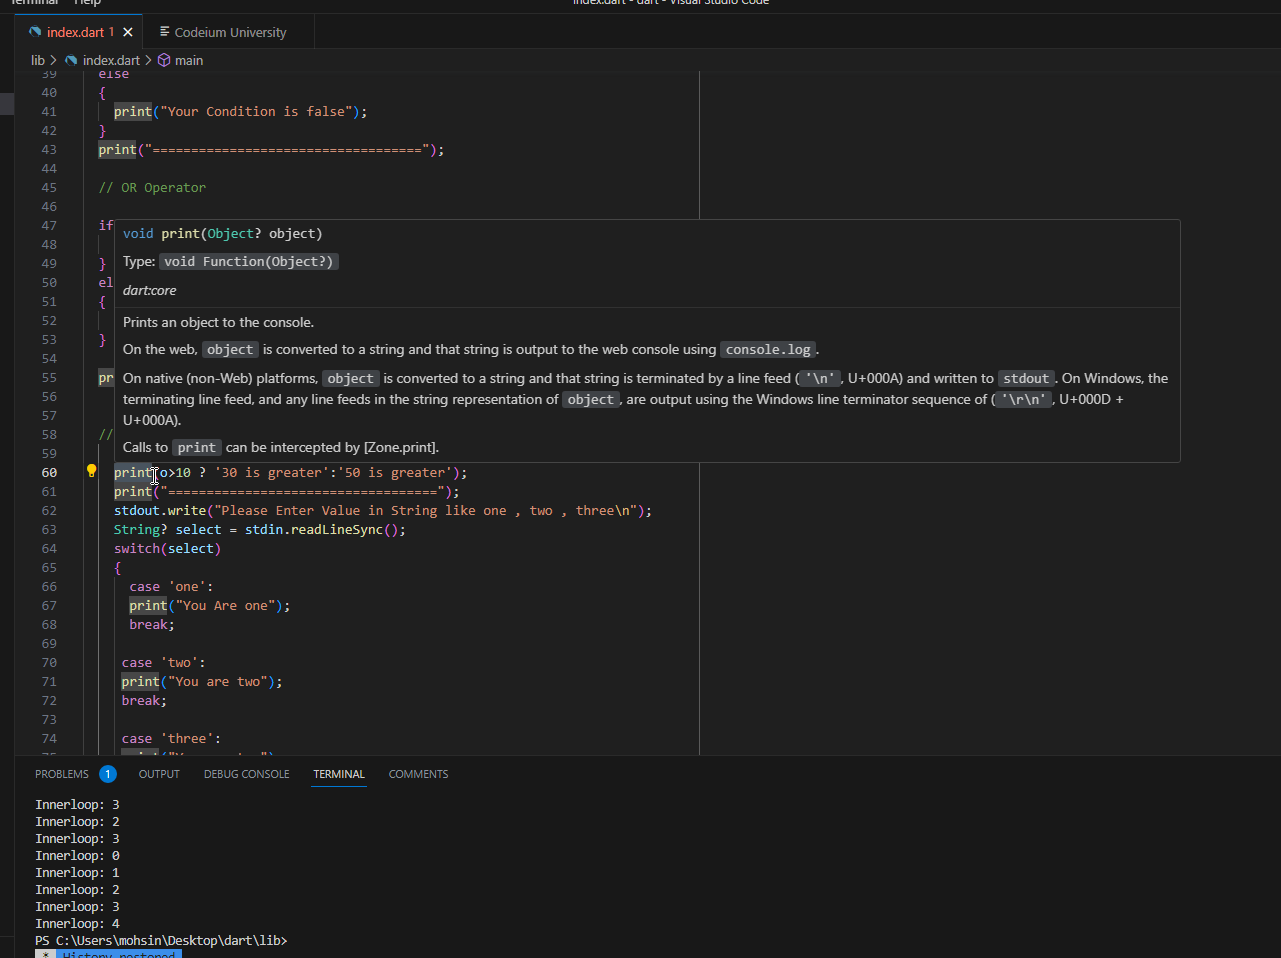 Terminal Help index.dart - dart - Visual Studio Code
index.dart 1 Codeium University
lib > index.dart > main
39 else
40 {
41 print("Your Condition is false");
42 }
43 print("===================================");
44
45 // OR Operator
46
47 if
48
49 }
50 el
51 {
52
53 }
54
55 pr
56
57
58 //
59
void print(Object? object)
Type: void Function(Object?)
dart:core
Prints an object to the console.
On the web, object is converted to a string and that string is output to the web console using console.log.
On native (non-Web) platforms, object is converted to a string and that string is terminated by a line feed ( '\n' , U+000A) and written to stdout . On Windows, the
terminating line feed, and any line feeds in the string representation of object , are output using the Windows line terminator sequence of ( '\r\n' , U+000D +
U+000A).
Calls to print can be intercepted by [Zone.print].
60 print(o>10 ? '30 is greater':'50 is greater');
61 print("===================================");
62 stdout.write("Please Enter Value in String like one , two , three\n");
63 String? select = stdin.readLineSync();
64 switch(select)
65 {
66 case 'one':
67 print("You Are one");
68 break;
69
70 case 'two':
71 print("You are two");
72 break;
73
74 case 'three':
PROBLEMS 1 OUTPUT DEBUG CONSOLE TERMINAL COMMENTS
Innerloop: 3
Innerloop: 2
Innerloop: 3
Innerloop: 0
Innerloop: 1
Innerloop: 2
Innerloop: 3
Innerloop: 4
PS C:\Users\mohsin\Desktop\dart\lib>
* History restored